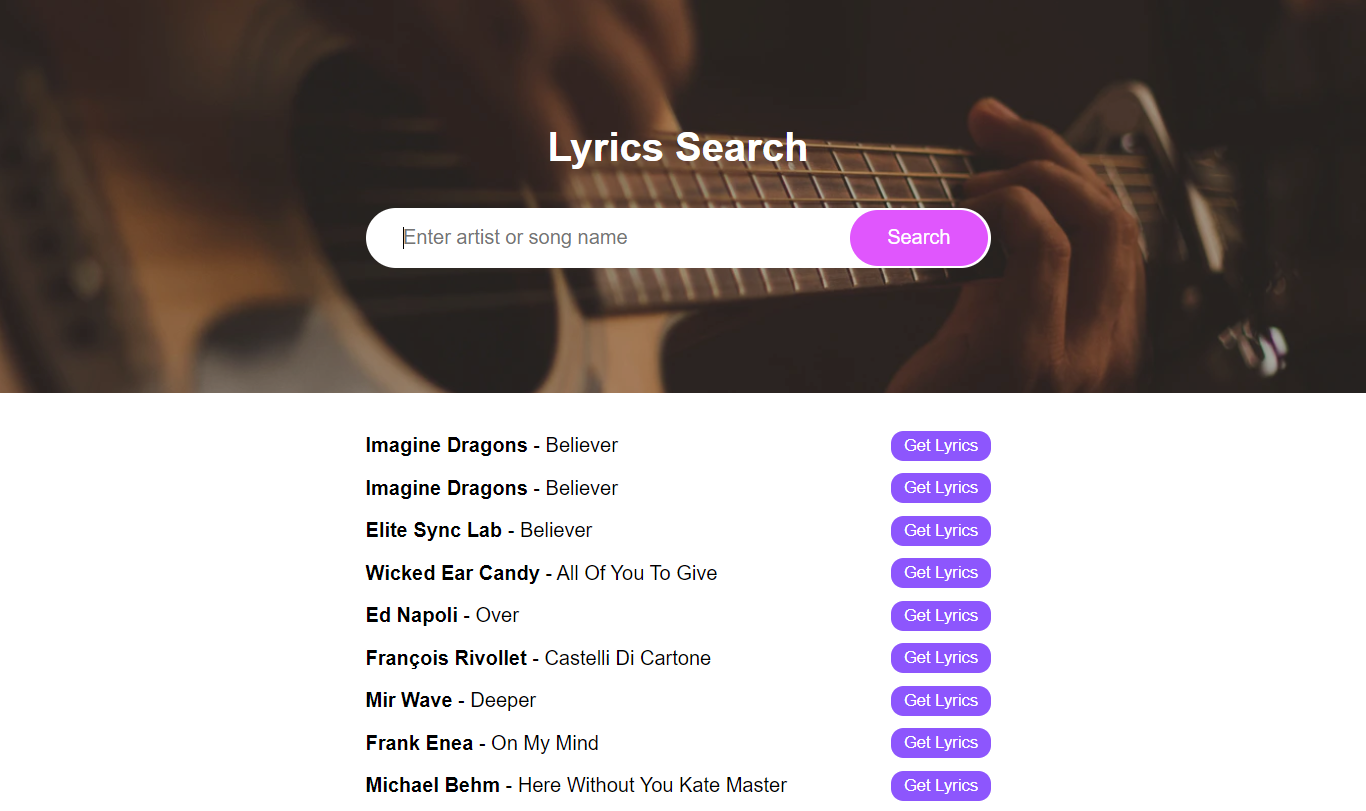 Lyrics Search
Enter artist or song name Search
Imagine Dragons - Believer Get Lyrics
Imagine Dragons - Believer Get Lyrics
Elite Sync Lab - Believer Get Lyrics
Wicked Ear Candy - All Of You To Give Get Lyrics
Ed Napoli - Over Get Lyrics
François Rivollet - Castelli Di Cartone Get Lyrics
Mir Wave - Deeper Get Lyrics
Frank Enea - On My Mind Get Lyrics
Michael Behm - Here Without You Kate Master Get Lyrics